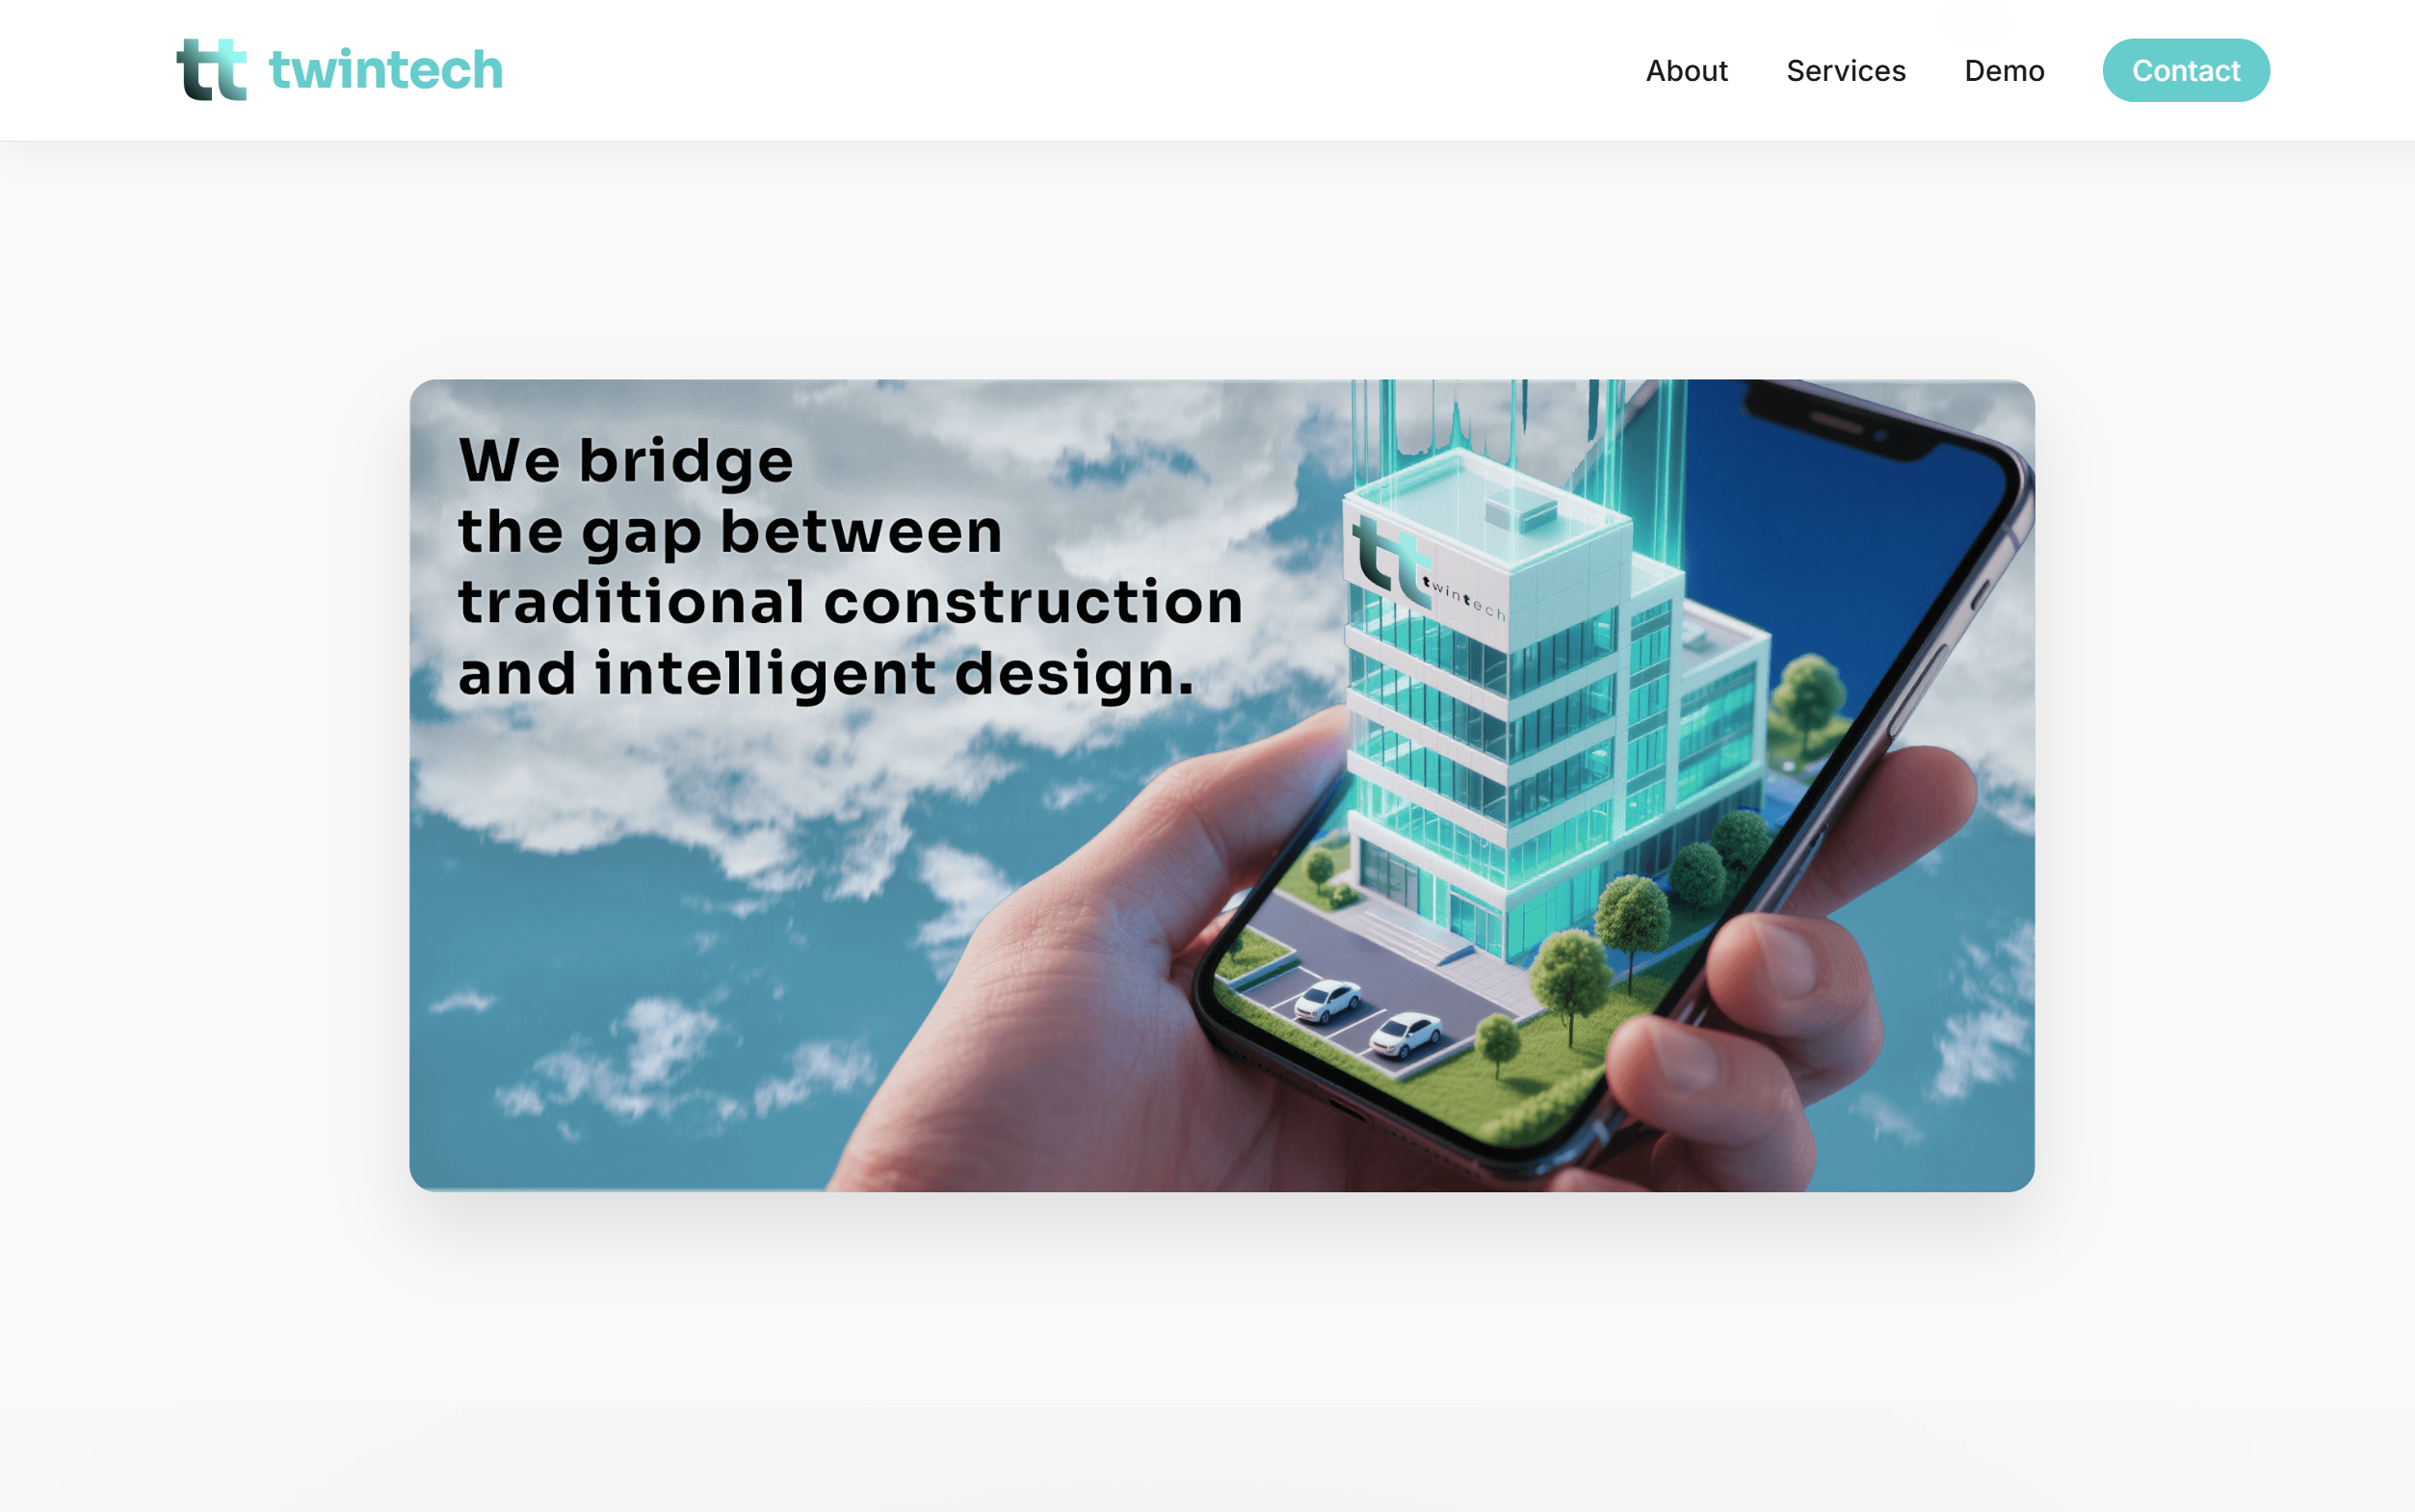 tt twintech
About
Services
Demo
Contact
We bridge
the gap between
traditional construction
and intelligent design.
tt twintech